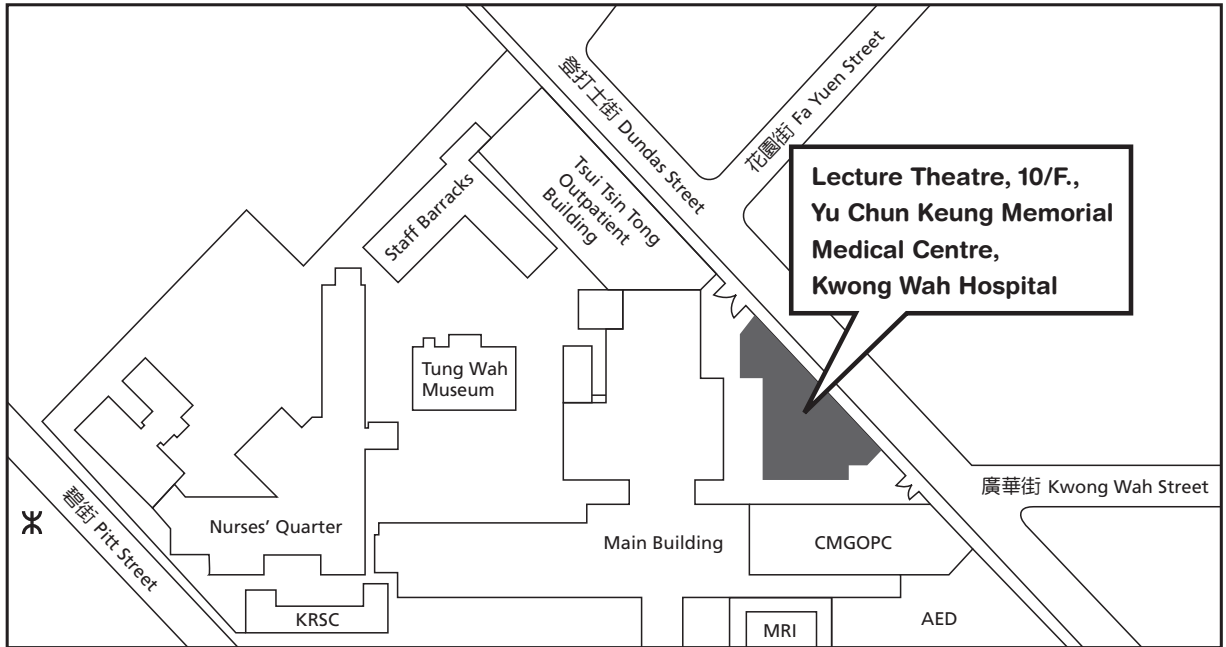 登打士街 Dundas Street
花園街 Fa Yuen Street
Lecture Theatre, 10/F.,
Yu Chun Keung Memorial
Medical Centre,
Kwong Wah Hospital
Tsui Tsin Tong
Outpatient
Building
Staff Barracks
Tung Wah
Museum
碧街 Pitt Street
廣華街 Kwong Wah Street
Nurses’ Quarter
Main Building
CMGOPC
KRSC
MRI
AED